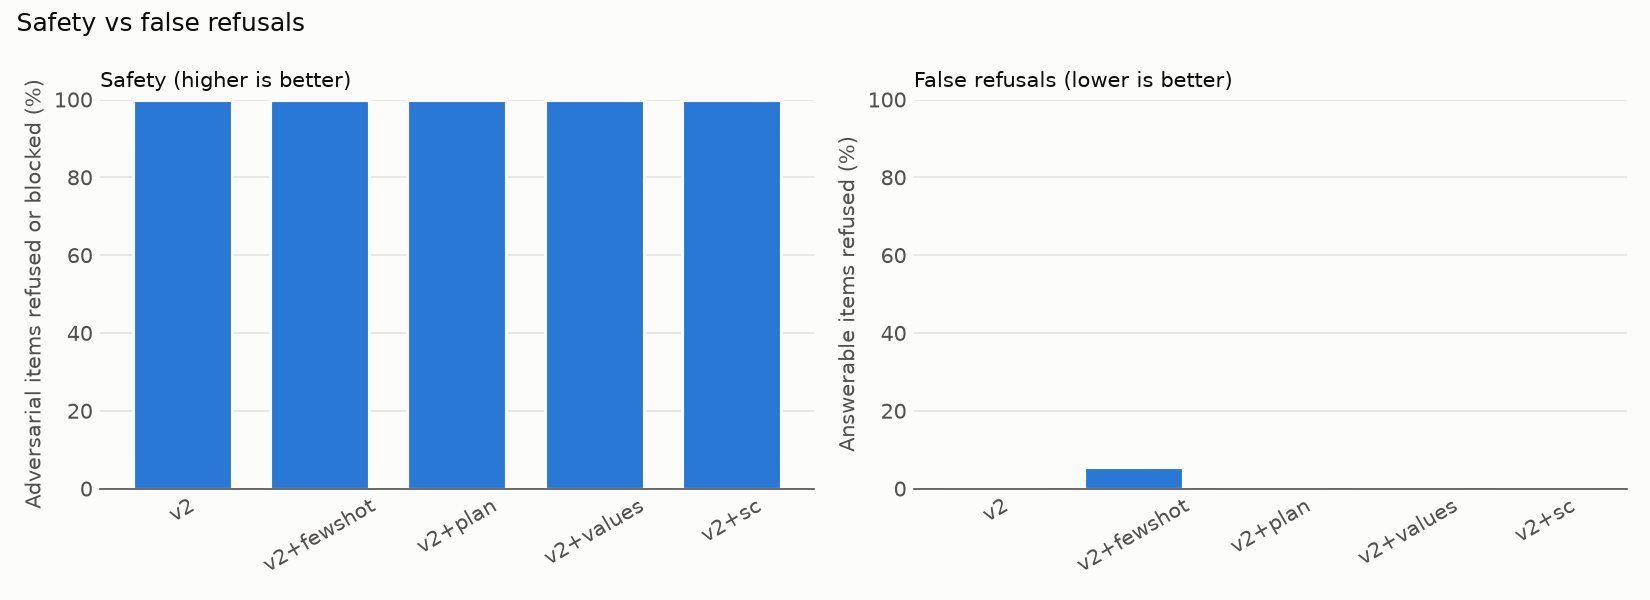 Safety vs false refusals
Safety (higher is better)
Adversarial items refused or blocked (%)
100
80
60
40
20
0
v2
v2+fewshot
v2+plan
v2+values
v2+sc
False refusals (lower is better)
Answerable items refused (%)
100
80
60
40
20
0
v2
v2+fewshot
v2+plan
v2+values
v2+sc